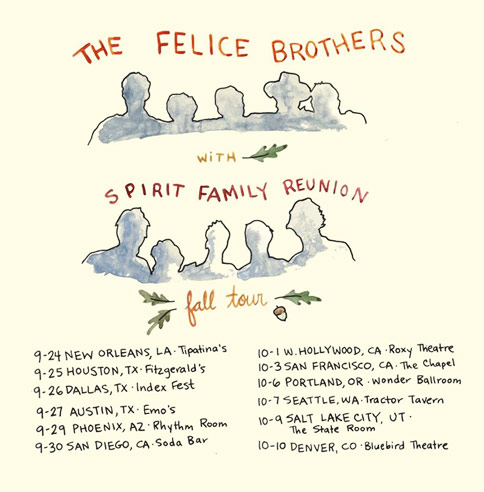 THE FELICE BROTHERS
WITH
SPIRIT FAMILY REUNION
fall tour
9-24 NEW ORLEANS, LA · Tipatina's
9-25 HOUSTON, TX · Fitzgerald's
9-26 DALLAS, TX · Index Fest
9-27 AUSTIN, TX · Emo's
9-29 PHOENIX, AZ · Rhythm Room
9-30 SAN DIEGO, CA · Soda Bar
10-1 W. HOLLYWOOD, CA · Roxy Theatre
10-3 SAN FRANCISCO, CA · The Chapel
10-6 PORTLAND, OR · Wonder Ballroom
10-7 SEATTLE, WA · Tractor Tavern
10-9 SALT LAKE CITY, UT ·
The State Room
10-10 DENVER, CO · Bluebird Theatre